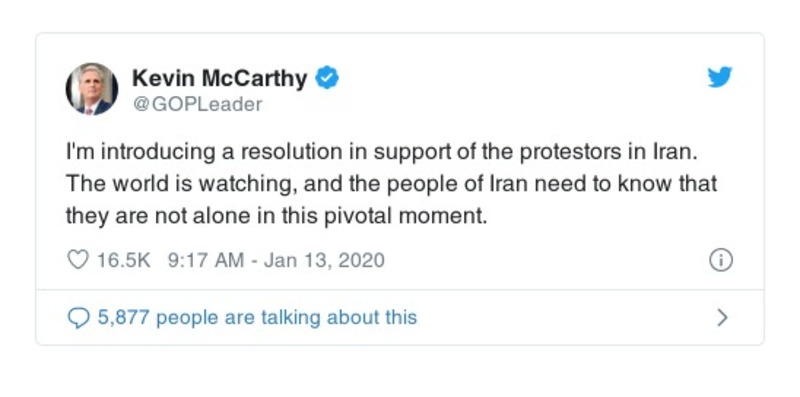 Kevin McCarthy
@GOPLeader
I'm introducing a resolution in support of the protestors in Iran.
The world is watching, and the people of Iran need to know that
they are not alone in this pivotal moment.
16.5K 9:17 AM - Jan 13, 2020
5,877 people are talking about this